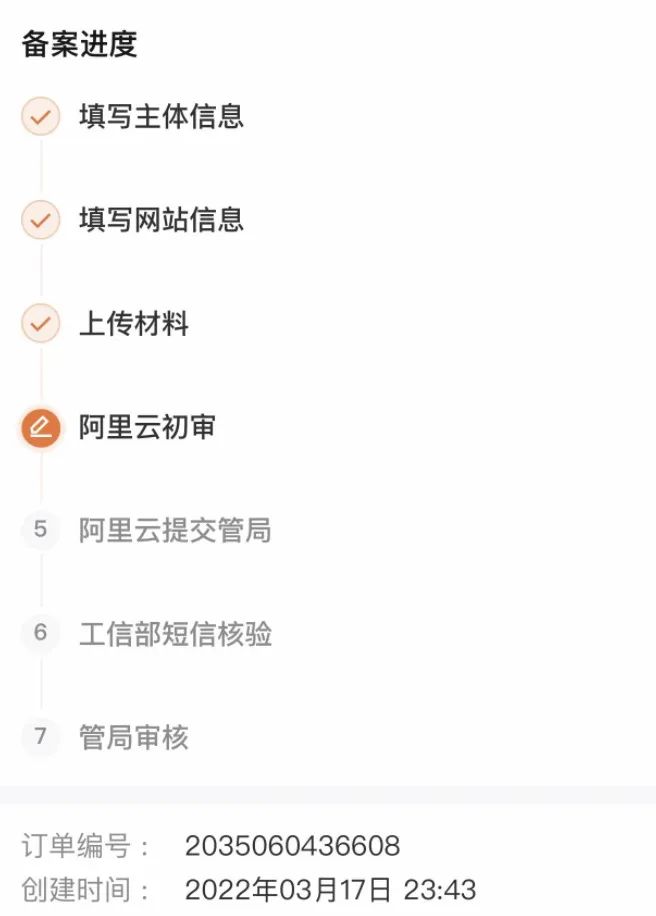 备案进度
填写主体信息
填写网站信息
上传材料
阿里云初审
5 阿里云提交管局
6 工信部短信核验
7 管局审核
订单编号： 2035060436608
创建时间： 2022年03月17日 23:43